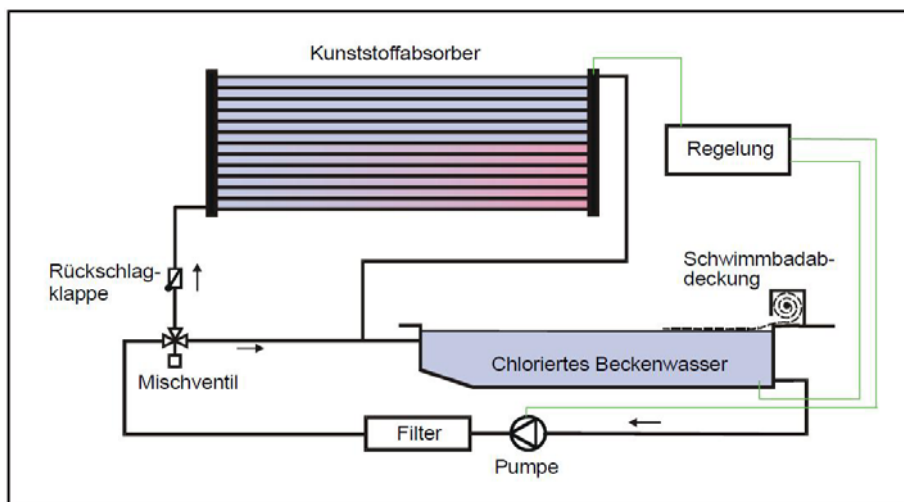 Kunststoffabsorber
Regelung
Rückschlag-
klappe
Schwimmbadab-
deckung
Mischventil
Chloriertes Beckenwasser
Filter
Pumpe